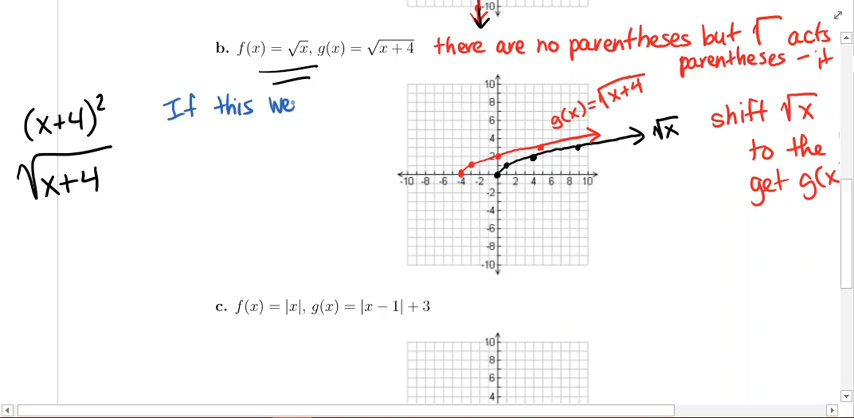 -10
b. f(x) = √x, g(x) = √x+4 there are no parentheses but √ acts
parentheses - it
(x+4)²
√x+4
If this we
g(x)=√x+4
√x
shift √x
to the
get g(x
10
8
6
4
2
-10 -8 -6 -4 -2 2 4 6 8 10
-2
-4
-6
-8
-10
c. f(x) = |x|, g(x) = |x − 1| + 3
10
8
6
4